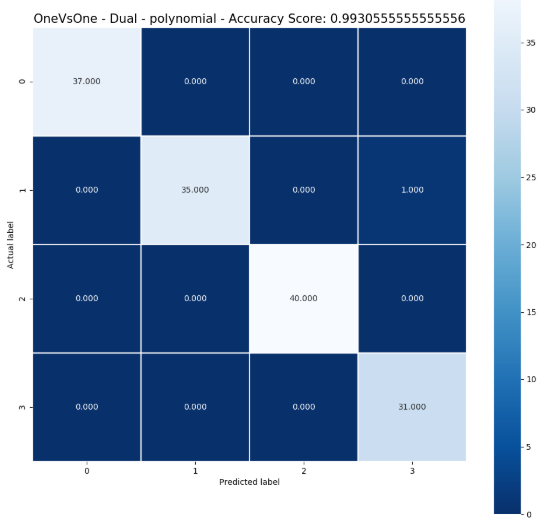 OneVsOne - Dual - polynomial - Accuracy Score: 0.9930555555555556
0
37.000 0.000 0.000 0.000
1
0.000 35.000 0.000 1.000
Actual label
2
0.000 0.000 40.000 0.000
3
0.000 0.000 0.000 31.000
0 1 2 3
Predicted label
35
30
25
20
15
10
5
0